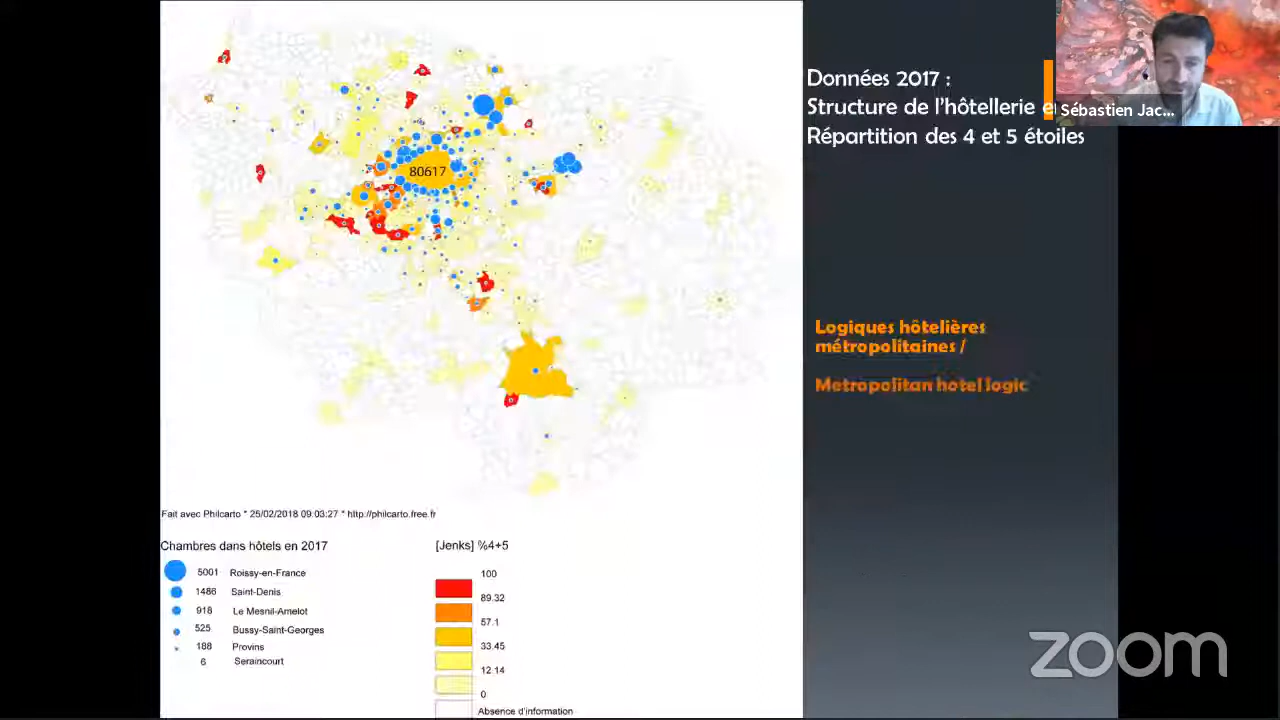 Données 2017 :
Structure de l'hôtellerie e
Répartition des 4 et 5 étoiles
Sébastien Jac...
80617
Logiques hôtelières
métropolitaines /
Metropolitan hotel logic
Fait avec Philcarto * 25/02/2018 09:03:27 * http://philcarto.free.fr
Chambres dans hôtels en 2017
5001 Roissy-en-France
1486 Saint-Denis
918 Le Mesnil-Amelot
525 Bussy-Saint-Georges
188 Provins
6 Seraincourt
[Jenks] %4+5
100
89.32
57.1
33.45
12.14
0
Absence d'information
zoom